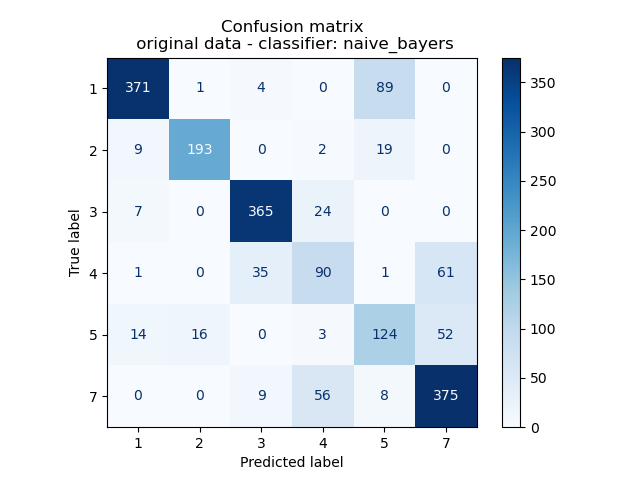 Confusion matrix
original data - classifier: naive_bayers
1 371 1 4 0 89 0
2 9 193 0 2 19 0
3 7 0 365 24 0 0
4 1 0 35 90 1 61
5 14 16 0 3 124 52
7 0 0 9 56 8 375
1 2 3 4 5 7
Predicted label
True label
350
300
250
200
150
100
50
0